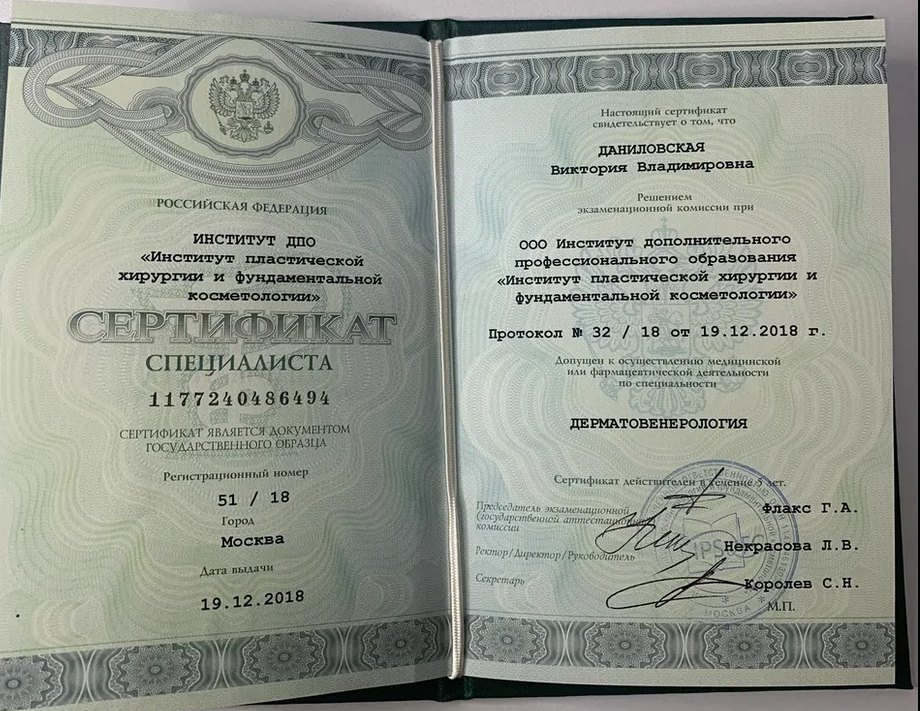 РОССИЙСКАЯ ФЕДЕРАЦИЯ
ИНСТИТУТ ДПО
«Институт пластической
хирургии и фундаментальной
косметологии»
СЕРТИФИКАТ
СПЕЦИАЛИСТА
1177240486494
СЕРТИФИКАТ ЯВЛЯЕТСЯ ДОКУМЕНТОМ
ГОСУДАРСТВЕННОГО ОБРАЗЦА
Регистрационный номер
51 / 18
Город
Москва
Дата выдачи
19.12.2018
Настоящий сертификат
свидетельствует о том, что
ДАНИЛОВСКАЯ
Виктория Владимировна
Решением
экзаменационной комиссии при
ООО Институт дополнительного
профессионального образования
«Институт пластической хирургии и
фундаментальной косметологии»
Протокол № 32 / 18 от 19.12.2018 г.
Допущен к осуществлению медицинской
или фармацевтической деятельности
по специальности
ДЕРМАТОВЕНЕРОЛОГИЯ
Сертификат действителен в течение 5 лет.
Председатель экзаменационной
(государственной аттестационной)
комиссии
Флакс Г.А.
Ректор/Директор/Руководитель
Некрасова Л.В.
Секретарь
Королев С.Н.
М.П.
МОСКВА